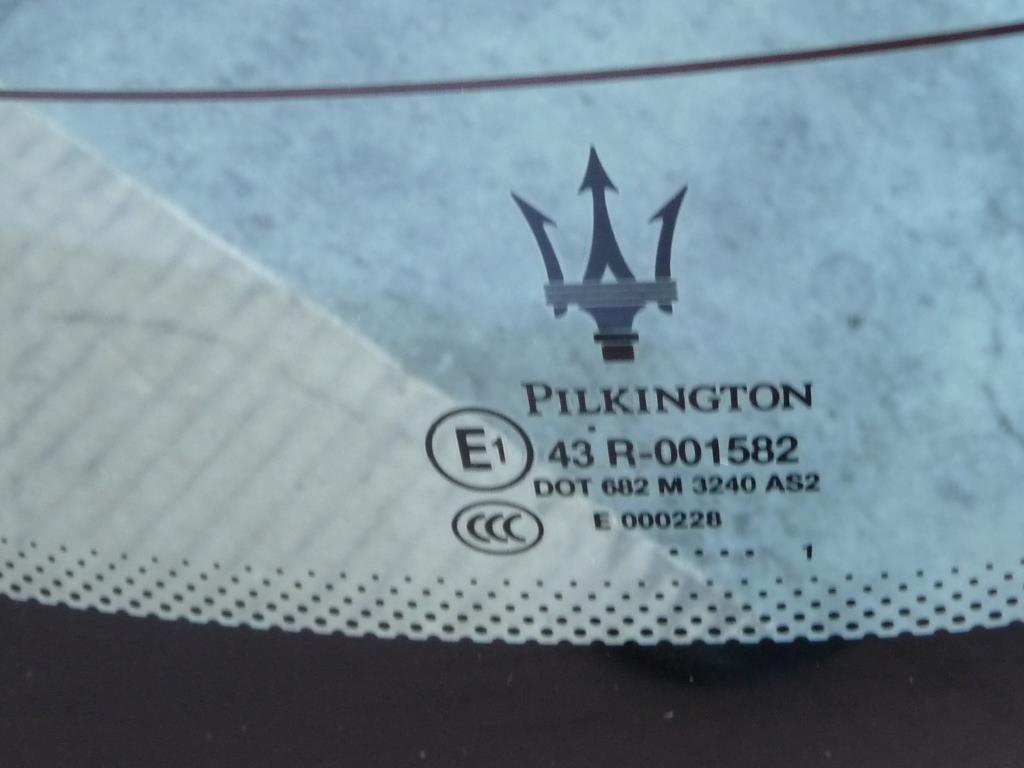 PILKINGTON
E1 43 R-001582
DOT 682 M 3240 AS2
CCC E 000228
.... 1